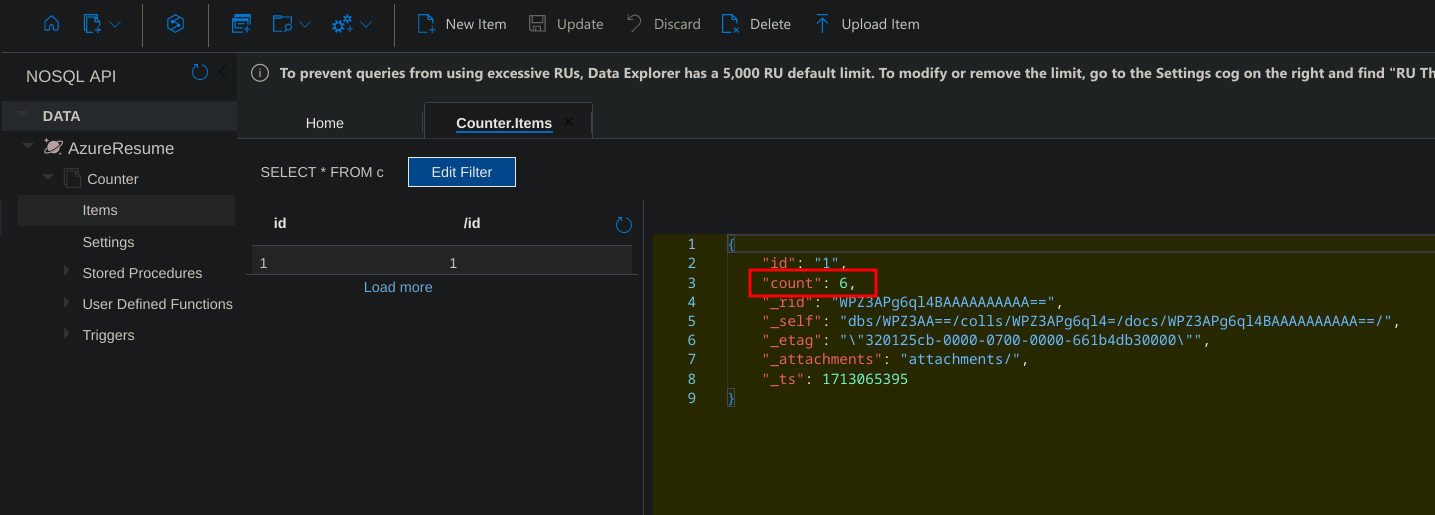 New Item Update Discard Delete Upload Item
NOSQL API
To prevent queries from using excessive RUs, Data Explorer has a 5,000 RU default limit. To modify or remove the limit, go to the Settings cog on the right and find "RU Th
DATA
Home Counter.Items
AzureResume
SELECT * FROM c Edit Filter
Counter
Items
Settings
Stored Procedures
User Defined Functions
Triggers
id /id
1 1
Load more
1 {
2 "id": "1",
3 "count": 6,
4 "_rid": "WPZ3APg6ql4BAAAAAAAAAA==",
5 "_self": "dbs/WPZ3AA==/colls/WPZ3APg6ql4=/docs/WPZ3APg6ql4BAAAAAAAAAA==/",
6 "_etag": "\"320125cb-0000-0700-0000-661b4db30000\"",
7 "_attachments": "attachments/",
8 "_ts": 1713065395
9 }